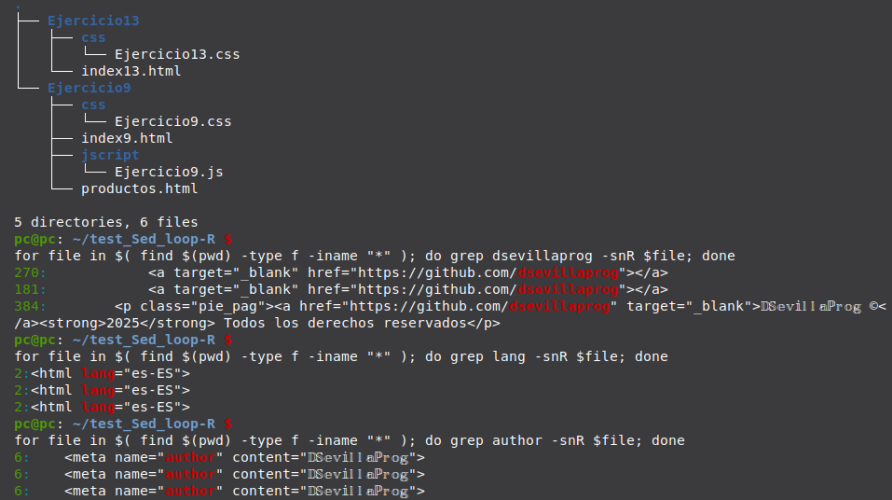 .
├── Ejercicio13
│   ├── css
│   │   └── Ejercicio13.css
│   └── index13.html
└── Ejercicio9
    ├── css
    │   └── Ejercicio9.css
    ├── index9.html
    ├── jscript
    │   └── Ejercicio9.js
    └── productos.html
5 directories, 6 files
pc@pc: ~/test_Sed_loop-R $
for file in $( find $(pwd) -type f -iname "*" ); do grep dsevillaprog -snR $file; done
270:            <a target="_blank" href="https://github.com/dsevillaprog"></a>
181:            <a target="_blank" href="https://github.com/dsevillaprog"></a>
384:        <p class="pie_pag"><a href="https://github.com/dsevillaprog" target="_blank">𝔻𝕊𝕖𝕧𝕚𝕝𝕝𝕒ℙ𝕣𝕠𝕘 ©<
/a><strong>2025</strong> Todos los derechos reservados</p>
pc@pc: ~/test_Sed_loop-R $
for file in $( find $(pwd) -type f -iname "*" ); do grep lang -snR $file; done
2:<html lang="es-ES">
2:<html lang="es-ES">
2:<html lang="es-ES">
pc@pc: ~/test_Sed_loop-R $
for file in $( find $(pwd) -type f -iname "*" ); do grep author -snR $file; done
6:    <meta name="author" content="𝔻𝕊𝕖𝕧𝕚𝕝𝕝𝕒ℙ𝕣𝕠𝕘">
6:    <meta name="author" content="𝔻𝕊𝕖𝕧𝕚𝕝𝕝𝕒ℙ𝕣𝕠𝕘">
6:    <meta name="author" content="𝔻𝕊𝕖𝕧𝕚𝕝𝕝𝕒ℙ𝕣𝕠𝕘">